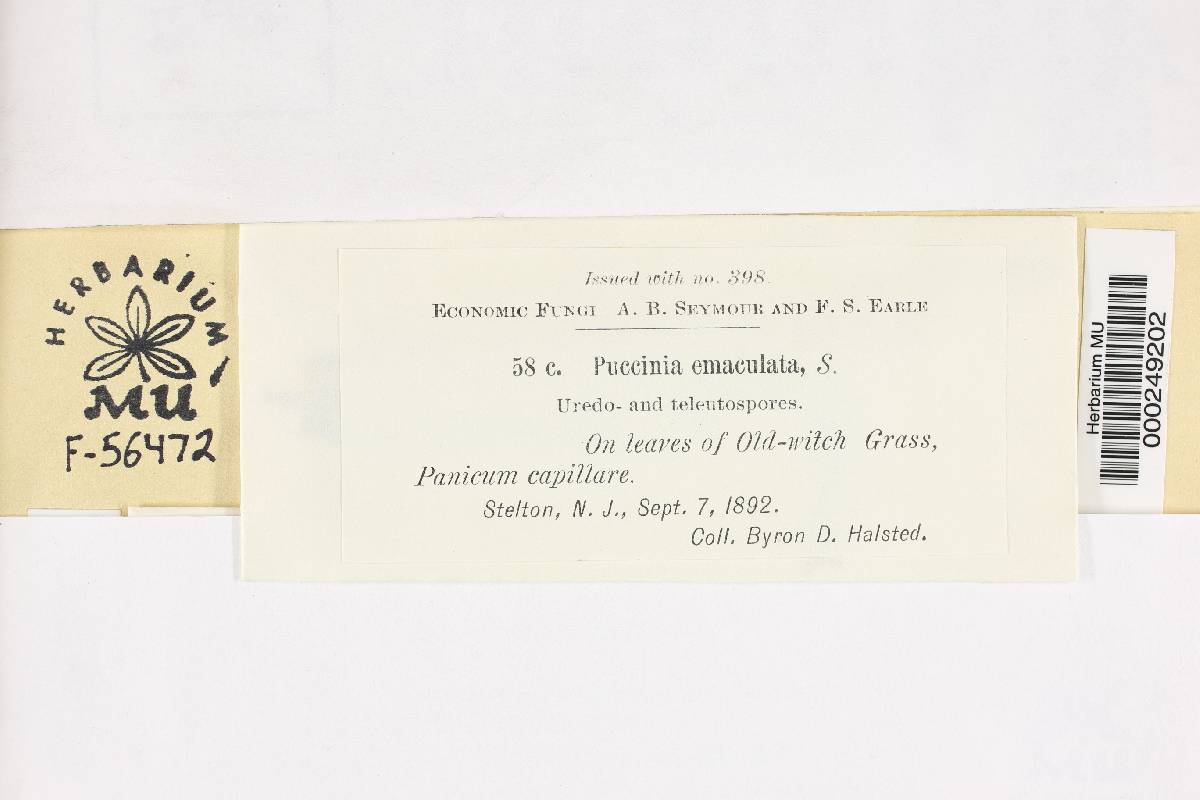 HERBARIUM
MU
F-56472
Issued with no. 398.
ECONOMIC FUNGI A. B. SEYMOUR AND F. S. EARLE
58 c. Puccinia emaculata, S.
Uredo- and teleutospores.
On leaves of Old-witch Grass,
Panicum capillare.
Stelton, N. J., Sept. 7, 1892.
Coll. Byron D. Halsted.
Herbarium MU
000249202